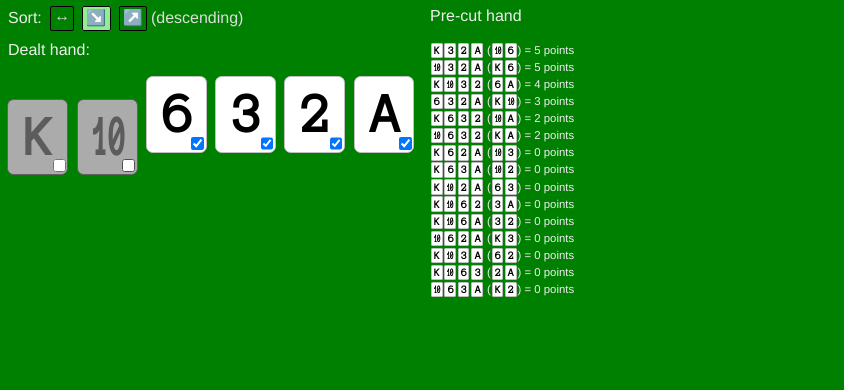 Sort: ↔ ↘ ↗ (descending)
Dealt hand:
K 10 6 3 2 A
Pre-cut hand
K 3 2 A (10 6) = 5 points
10 3 2 A (K 6) = 5 points
K 10 3 2 (6 A) = 4 points
6 3 2 A (K 10) = 3 points
K 6 3 2 (10 A) = 2 points
10 6 3 2 (K A) = 2 points
K 6 2 A (10 3) = 0 points
K 6 3 A (10 2) = 0 points
K 10 2 A (6 3) = 0 points
K 10 6 2 (3 A) = 0 points
K 10 6 A (3 2) = 0 points
10 6 2 A (K 3) = 0 points
K 10 3 A (6 2) = 0 points
K 10 6 3 (2 A) = 0 points
10 6 3 A (K 2) = 0 points